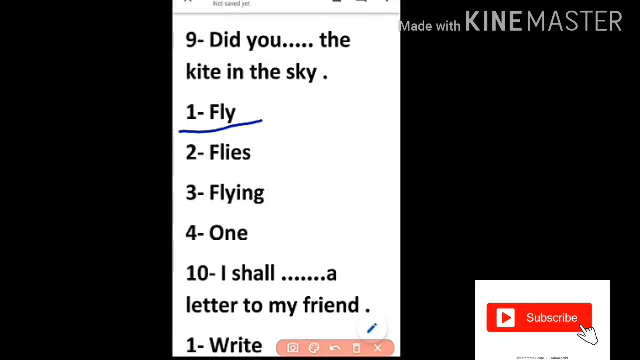 Not saved yet
Made with KINEMASTER
9- Did you..... the
kite in the sky .
1- Fly
2- Flies
3- Flying
4- One
10- I shall .......a
letter to my friend .
1- Write
Subscribe